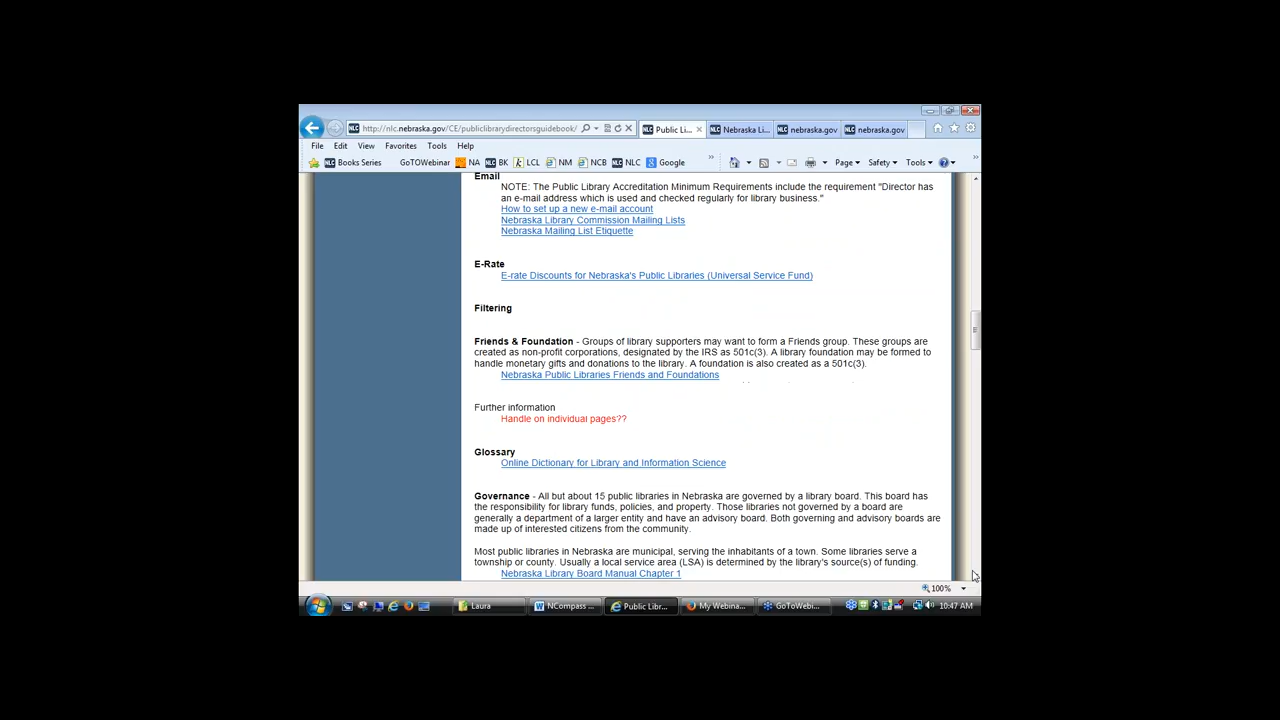 http://nlc.nebraska.gov/CE/publiclibrarydirectorsguidebook/
NLC Public Li...
NLC Nebraska Li...
NLC nebraska.gov
NLC nebraska.gov
File Edit View Favorites Tools Help
Books Series GoTOWebinar NA BK LCL NM NCB NLC Google » Page Safety Tools »
Email
NOTE: The Public Library Accreditation Minimum Requirements include the requirement "Director has
an e-mail address which is used and checked regularly for library business."
How to set up a new e-mail account
Nebraska Library Commission Mailing Lists
Nebraska Mailing List Etiquette
E-Rate
E-rate Discounts for Nebraska's Public Libraries (Universal Service Fund)
Filtering
Friends & Foundation - Groups of library supporters may want to form a Friends group. These groups are
created as non-profit corporations, designated by the IRS as 501c(3). A library foundation may be formed to
handle monetary gifts and donations to the library. A foundation is also created as a 501c(3).
Nebraska Public Libraries Friends and Foundations
Further information
Handle on individual pages??
Glossary
Online Dictionary for Library and Information Science
Governance - All but about 15 public libraries in Nebraska are governed by a library board. This board has
the responsibility for library funds, policies, and property. Those libraries not governed by a board are
generally a department of a larger entity and have an advisory board. Both governing and advisory boards are
made up of interested citizens from the community.
Most public libraries in Nebraska are municipal, serving the inhabitants of a town. Some libraries serve a
township or county. Usually a local service area (LSA) is determined by the library's source(s) of funding.
Nebraska Library Board Manual Chapter 1
100%
Laura NCompass ... Public Libr... My Webina... GoToWebi... 10:47 AM